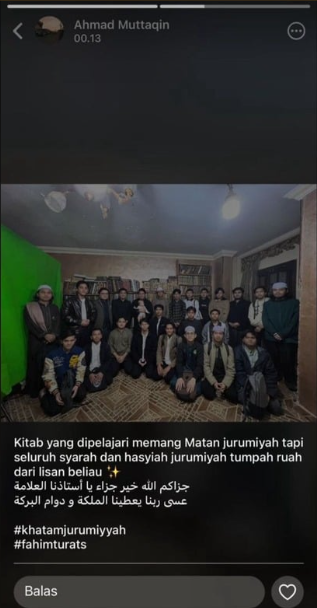 Ahmad Muttaqin
00.13
Kitab yang dipelajari memang Matan jurumiyah tapi
seluruh syarah dan hasyiah jurumiyah tumpah ruah
dari lisan beliau ✨
جزاكم الله خير جزاء يا أستاذنا العلامة
عسى ربنا يعطينا الملكة و دوام البركة
#khatamjurumiyyah
#fahimturats
Balas